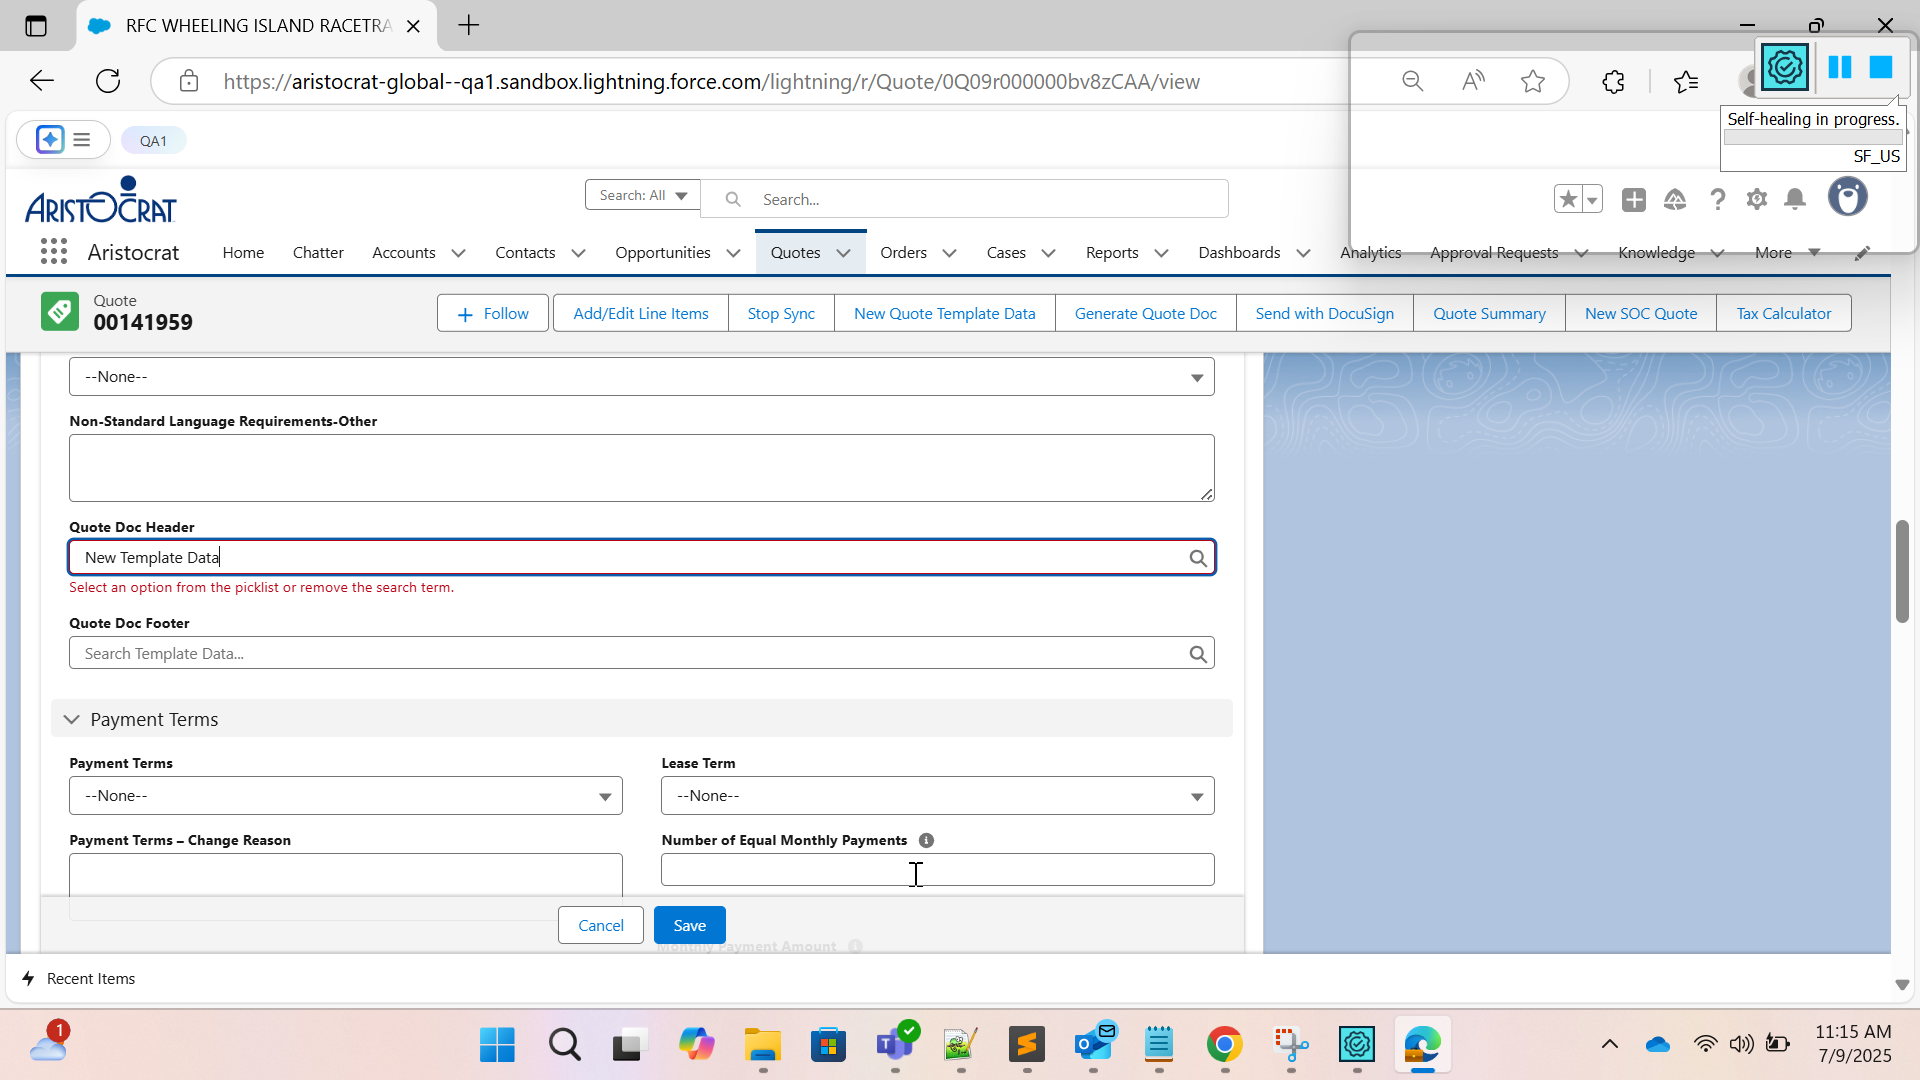 RFC WHEELING ISLAND RACETRA
https://aristocrat-global--qa1.sandbox.lightning.force.com/lightning/r/Quote/0Q09r000000bv8zCAA/view
Self-healing in progress.
SF_US
QA1
ARISTOCRAT
Search: All
Search...
Aristocrat
Home
Chatter
Accounts
Contacts
Opportunities
Quotes
Orders
Cases
Reports
Dashboards
Analytics
Approval Requests
Knowledge
More
Quote
00141959
Follow
Add/Edit Line Items
Stop Sync
New Quote Template Data
Generate Quote Doc
Send with DocuSign
Quote Summary
New SOC Quote
Tax Calculator
--None--
Non-Standard Language Requirements-Other
Quote Doc Header
New Template Data
Select an option from the picklist or remove the search term.
Quote Doc Footer
Search Template Data...
Payment Terms
Payment Terms
Lease Term
--None--
--None--
Payment Terms – Change Reason
Number of Equal Monthly Payments
Cancel
Save
Monthly Payment Amount
Recent Items
1
11:15 AM
7/9/2025